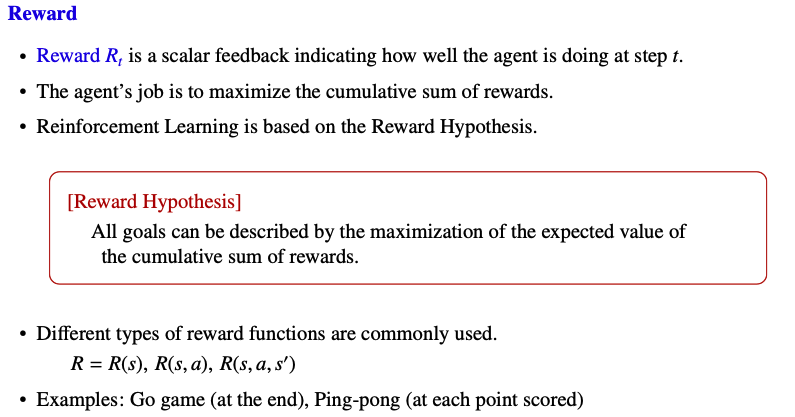 Reward
• Reward Rₜ is a scalar feedback indicating how well the agent is doing at step t.
• The agent’s job is to maximize the cumulative sum of rewards.
• Reinforcement Learning is based on the Reward Hypothesis.
[Reward Hypothesis]
All goals can be described by the maximization of the expected value of
the cumulative sum of rewards.
• Different types of reward functions are commonly used.
R = R(s), R(s, a), R(s, a, s′)
• Examples: Go game (at the end), Ping-pong (at each point scored)